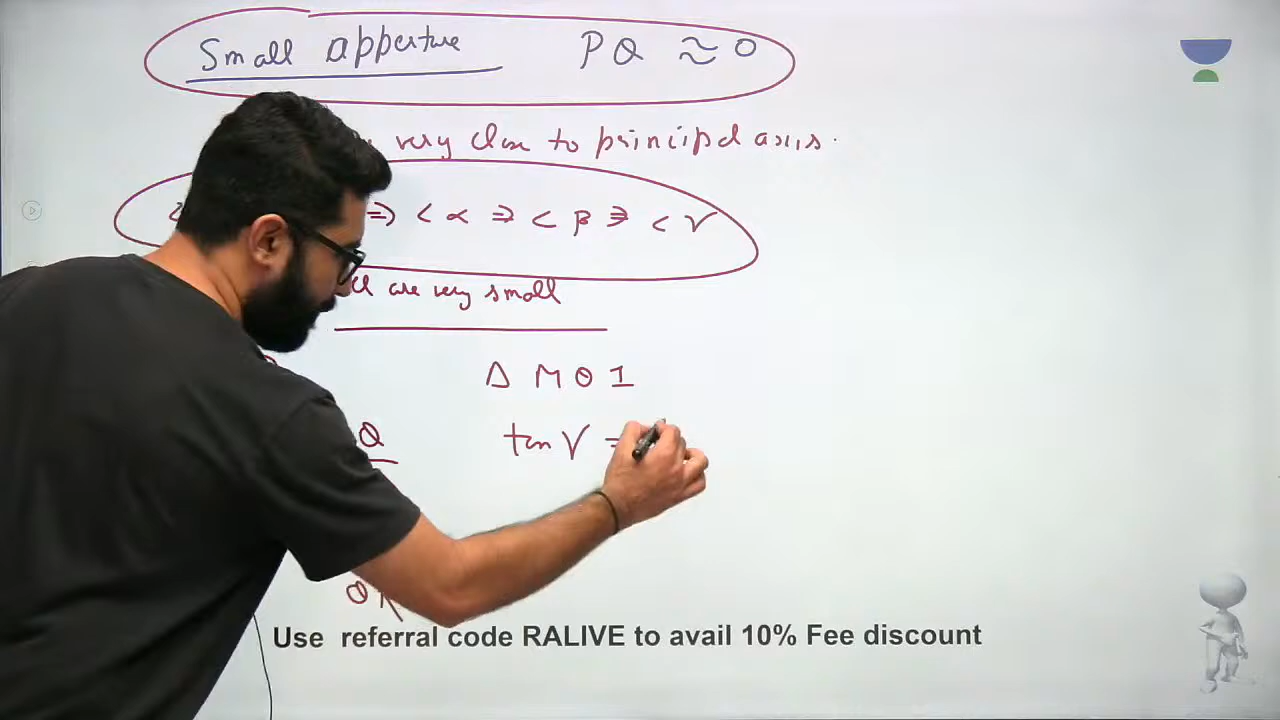 Small apperture PQ ≈ 0
very close to principal axis.
⇒ < α ⇒ < β ⇒ < γ
are very small
Δ M Q I
Q
tan γ =
Use referral code RALIVE to avail 10% Fee discount